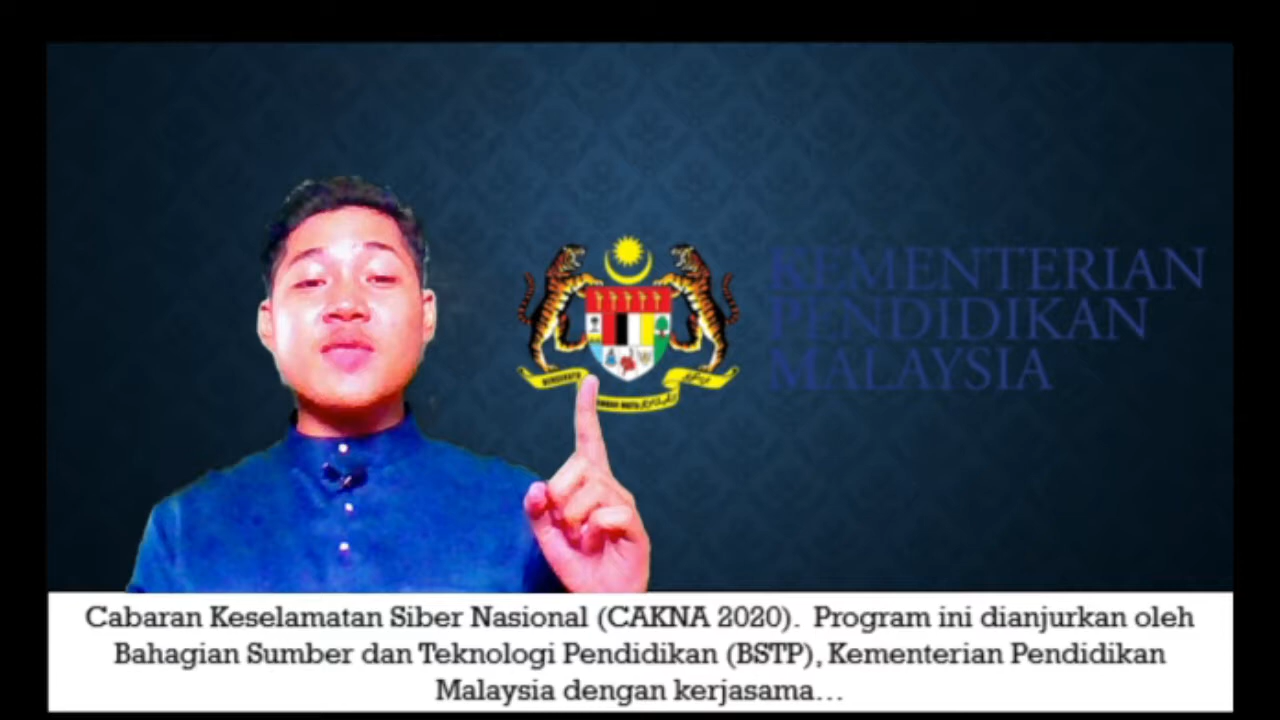 KEMENTERIAN
PENDIDIKAN
MALAYSIA
Cabaran Keselamatan Siber Nasional (CAKNA 2020). Program ini dianjurkan oleh
Bahagian Sumber dan Teknologi Pendidikan (BSTP), Kementerian Pendidikan
Malaysia dengan kerjasama...